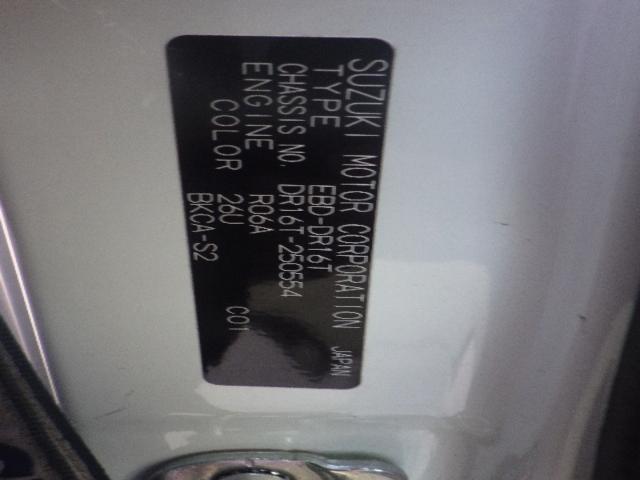 SUZUKI MOTOR CORPORATION JAPAN
TYPE EBD-DR16T
CHASSIS NO. DR16T-250554
ENGINE R06A
COLOR 26U C01
BKCA-S2